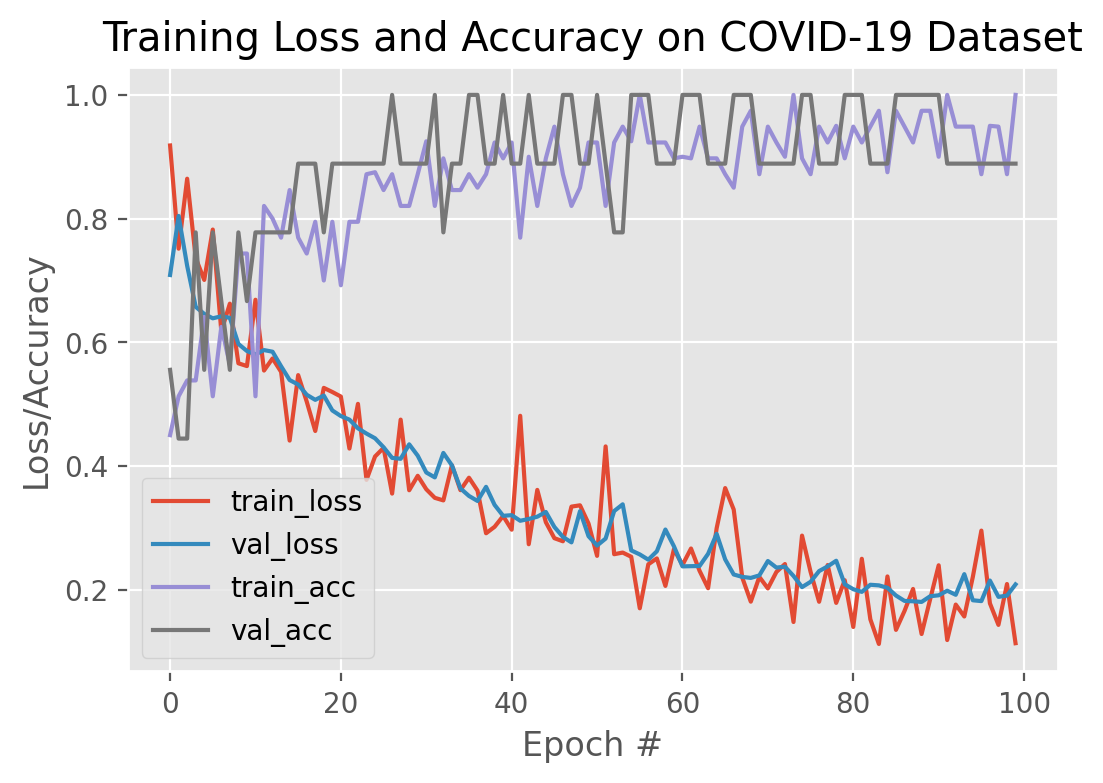 Training Loss and Accuracy on COVID-19 Dataset
1.0
0.8
0.6
0.4
0.2
Loss/Accuracy
train_loss
val_loss
train_acc
val_acc
0 20 40 60 80 100
Epoch #